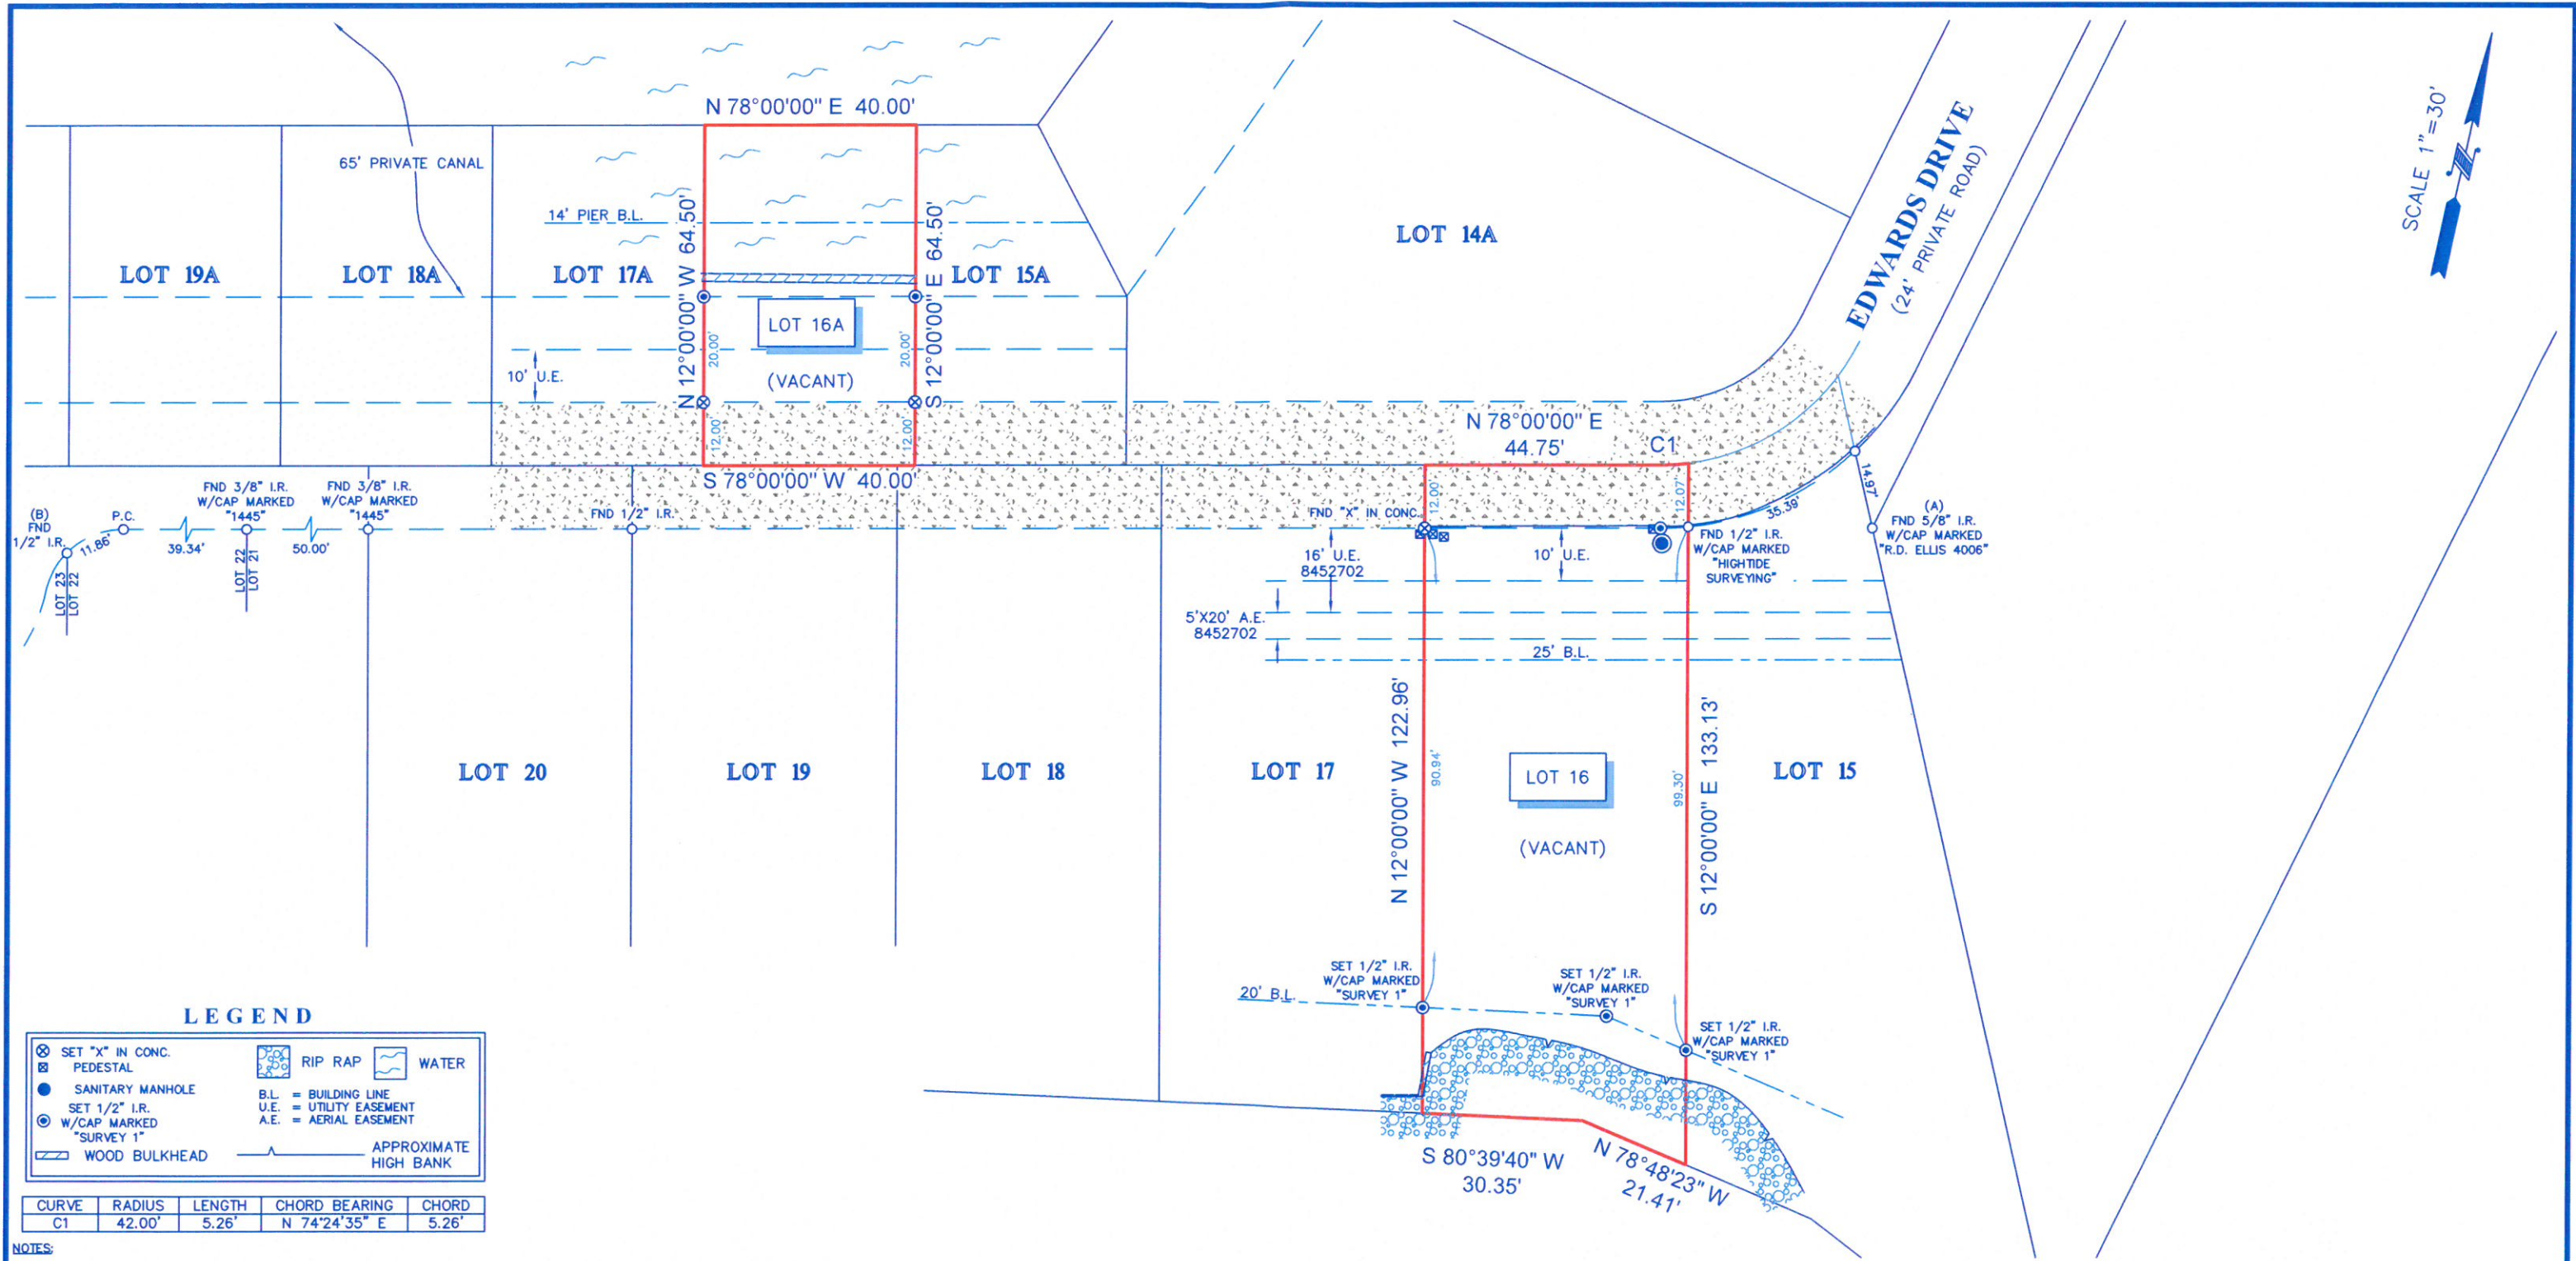 N 78°00'00" E 40.00'
65' PRIVATE CANAL
14' PIER B.L.
N 12°00'00" W 64.50'
S 12°00'00" E 64.50'
LOT 19A
LOT 18A
LOT 17A
LOT 15A
LOT 14A
EDWARDS DRIVE
(24' PRIVATE ROAD)
SCALE 1"=30'
LOT 16A
20.00'
20.00'
10' U.E.
(VACANT)
12.00'
12.00'
S 78°00'00" W 40.00'
N 78°00'00" E
44.75'
C1
12.00'
12.07'
35.39'
14.97'
(A)
FND 5/8" I.R.
W/CAP MARKED
"R.D. ELLIS 4006"
(B)
FND
1/2" I.R.
11.86'
P.C.
39.34'
FND 3/8" I.R.
W/CAP MARKED
"1445"
50.00'
FND 3/8" I.R.
W/CAP MARKED
"1445"
LOT 23
LOT 22
LOT 22
LOT 21
FND 1/2" I.R.
FND "X" IN CONC.
FND 1/2" I.R.
W/CAP MARKED
"HIGHTIDE
SURVEYING"
16' U.E.
8452702
10' U.E.
5'X20' A.E.
8452702
25' B.L.
N 12°00'00" W 122.96'
90.94'
99.30'
S 12°00'00" E 133.13'
LOT 20
LOT 19
LOT 18
LOT 17
LOT 16
LOT 15
(VACANT)
20' B.L.
SET 1/2" I.R.
W/CAP MARKED
"SURVEY 1"
SET 1/2" I.R.
W/CAP MARKED
"SURVEY 1"
SET 1/2" I.R.
W/CAP MARKED
"SURVEY 1"
S 80°39'40" W
30.35'
N 78°48'23" W
21.41'
LEGEND
SET "X" IN CONC.
PEDESTAL
SANITARY MANHOLE
SET 1/2" I.R.
W/CAP MARKED
"SURVEY 1"
WOOD BULKHEAD
RIP RAP
WATER
B.L. = BUILDING LINE
U.E. = UTILITY EASEMENT
A.E. = AERIAL EASEMENT
APPROXIMATE
HIGH BANK
CURVE RADIUS LENGTH CHORD BEARING CHORD
C1 42.00' 5.26' N 74°24'35" E 5.26'
NOTES: